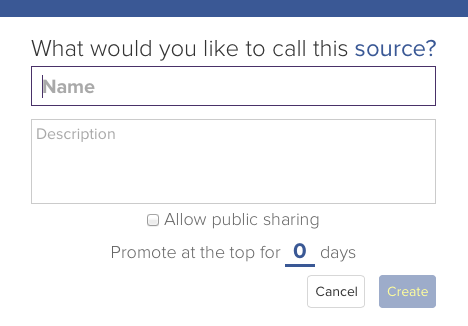 What would you like to call this source?
Name
Description
Allow public sharing
Promote at the top for 0 days
Cancel Create